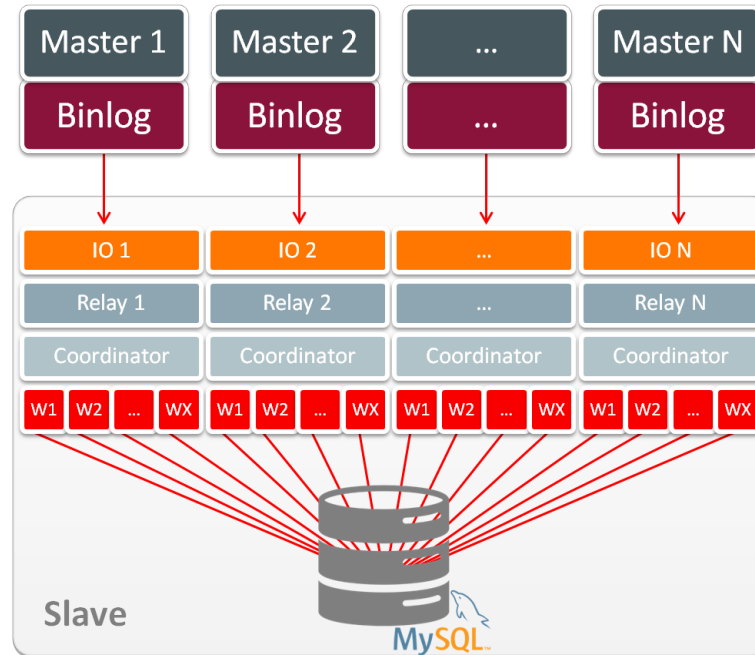 Master 1 Master 2 ... Master N
Binlog Binlog ... Binlog
IO 1 IO 2 ... IO N
Relay 1 Relay 2 ... Relay N
Coordinator Coordinator Coordinator Coordinator
W1 W2 ... WX W1 W2 ... WX W1 W2 ... WX W1 W2 ... WX
Slave
MySQL™